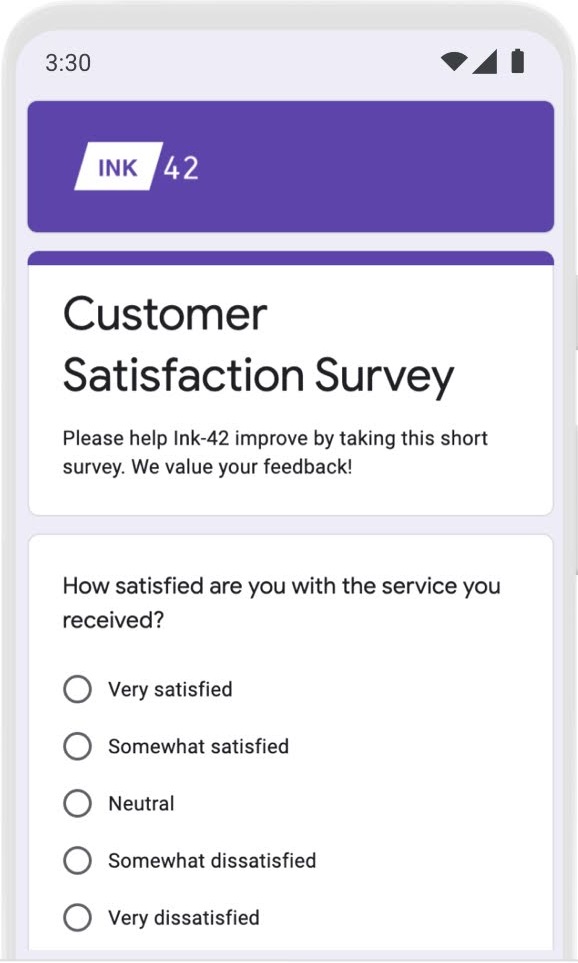 3:30
INK 42
Customer
Satisfaction Survey
Please help Ink-42 improve by taking this short
survey. We value your feedback!
How satisfied are you with the service you
received?
Very satisfied
Somewhat satisfied
Neutral
Somewhat dissatisfied
Very dissatisfied